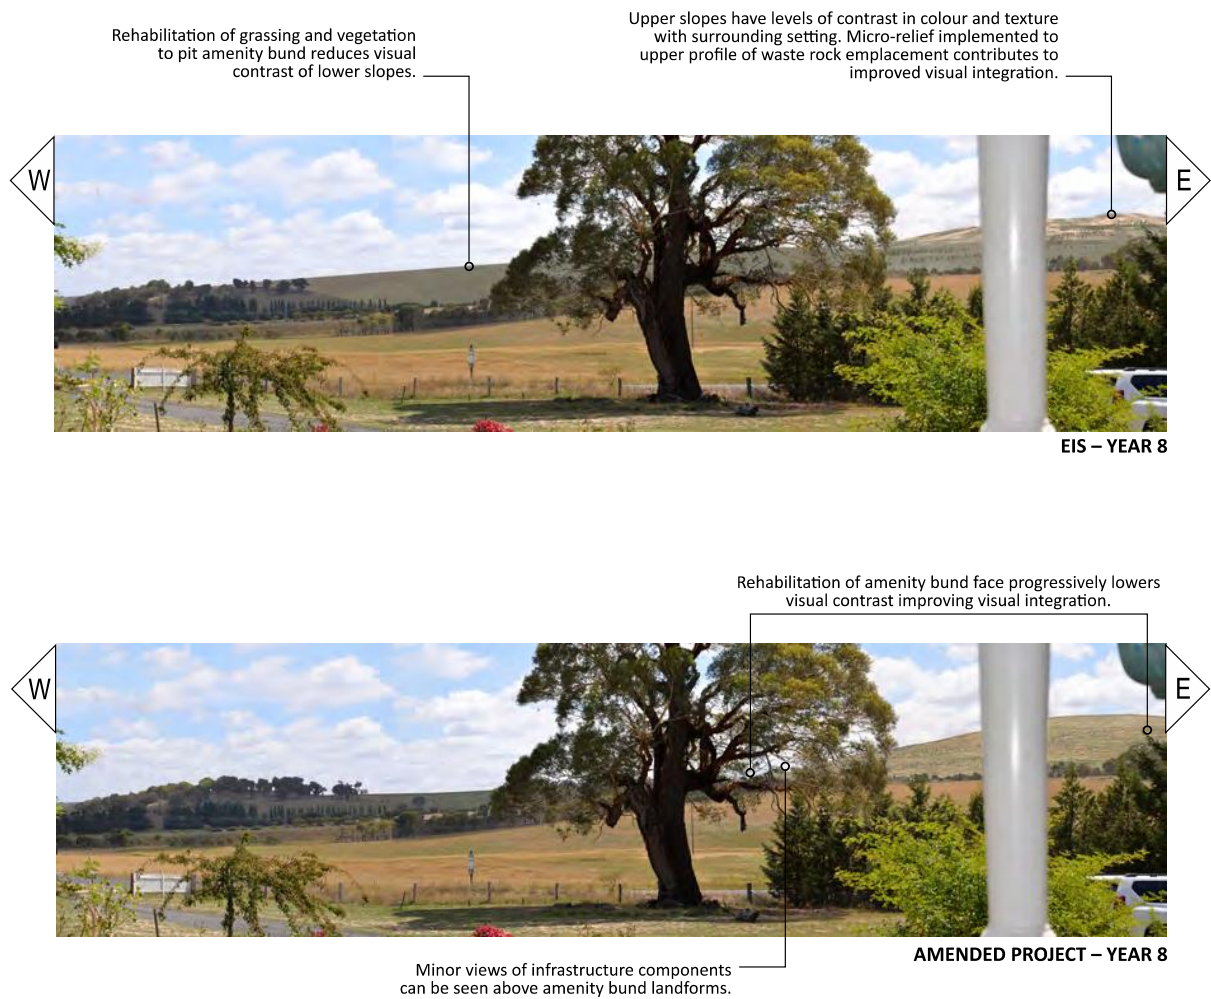 Rehabilitation of grassing and vegetation
to pit amenity bund reduces visual
contrast of lower slopes.
Upper slopes have levels of contrast in colour and texture
with surrounding setting. Micro-relief implemented to
upper profile of waste rock emplacement contributes to
improved visual integration.
W
E
EIS – YEAR 8
Rehabilitation of amenity bund face progressively lowers
visual contrast improving visual integration.
W
E
AMENDED PROJECT – YEAR 8
Minor views of infrastructure components
can be seen above amenity bund landforms.